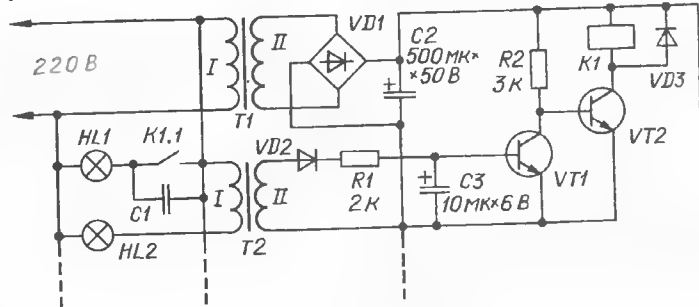 220 В
I
II
T1
VD1
C2
500 МК×
×50 В
+
R2
3 К
K1
VD3
VT2
HL1
K1.1
C1
HL2
I
II
T2
VD2
R1
2 К
+
C3
10 МК×6 В
VT1